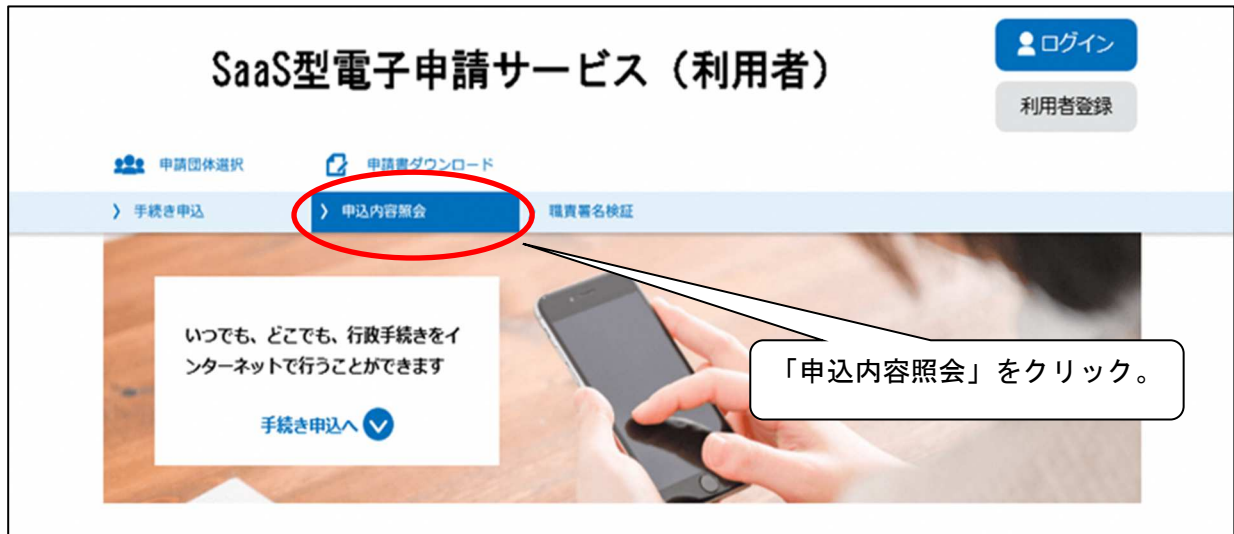 SaaS型電子申請サービス（利用者）
ログイン
利用者登録
申請団体選択
申請書ダウンロード
手続き申込
申込内容照会
職責署名検証
いつでも、どこでも、行政手続きをイ
ンターネットで行うことができます
手続き申込へ
「申込内容照会」をクリック。